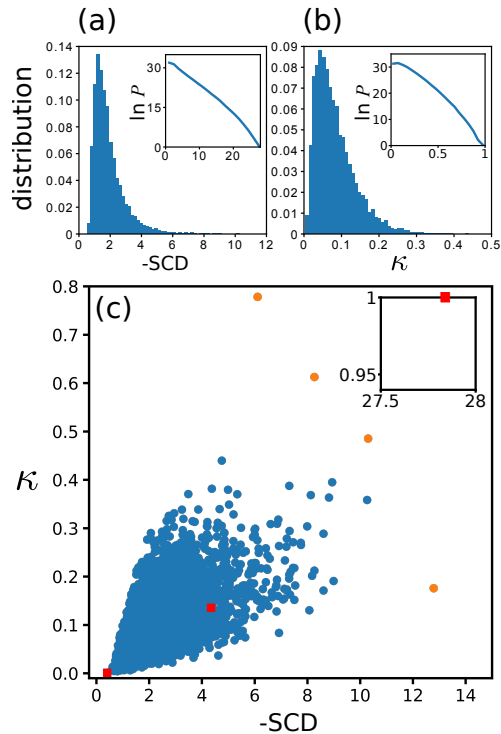 (a)
(b)
distribution
0.14
0.12
0.10
0.08
0.06
0.04
0.02
0.00
0 2 4 6 8 10 12
-SCD
ln P
30
15
0
0 10 20
0.09
0.08
0.07
0.06
0.05
0.04
0.03
0.02
0.01
0.00
0.0 0.1 0.2 0.3 0.4 0.5
κ
ln P
30
20
10
0
0 0.5 1
(c)
κ
0.8
0.7
0.6
0.5
0.4
0.3
0.2
0.1
0.0
0 2 4 6 8 10 12 14
-SCD
1
0.95
27.5 28